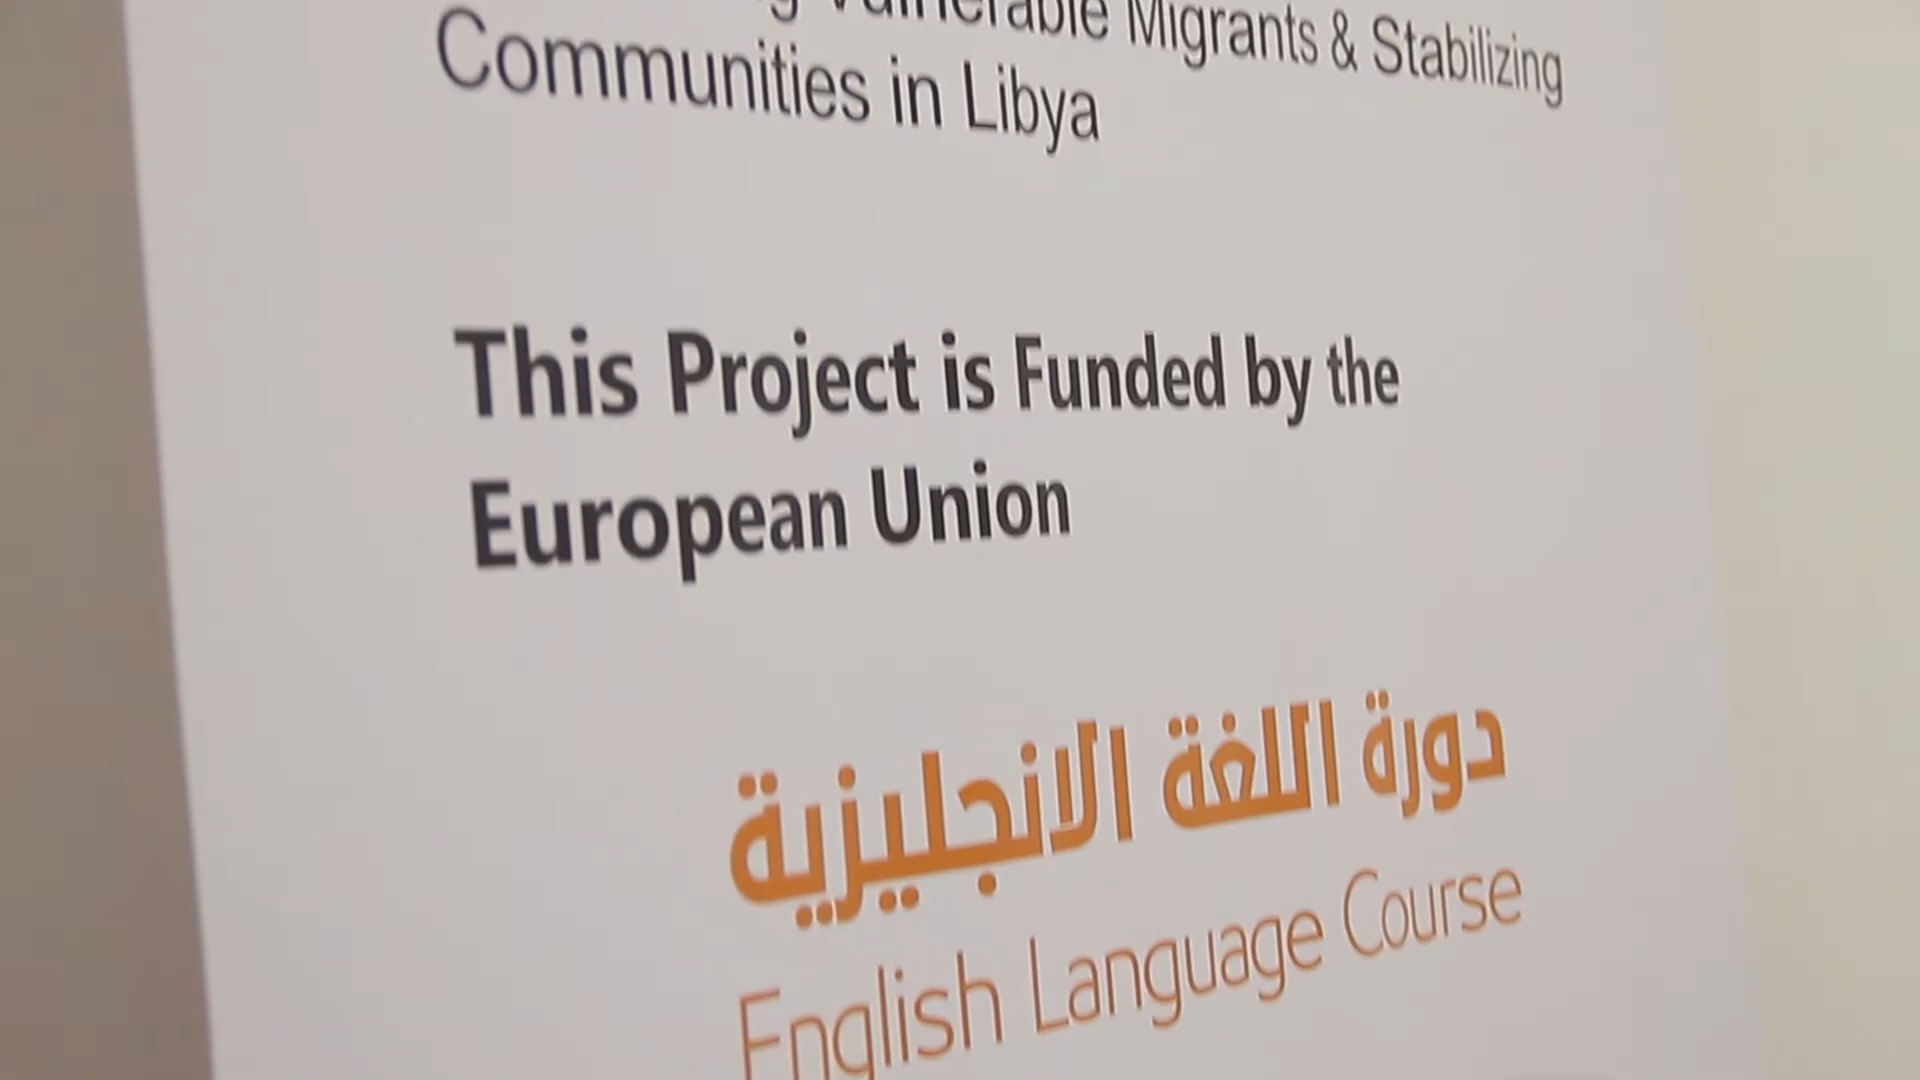 Vulnerable Migrants & Stabilizing
Communities in Libya
This Project is Funded by the
European Union
دورة اللغة الانجليزية
English Language Course